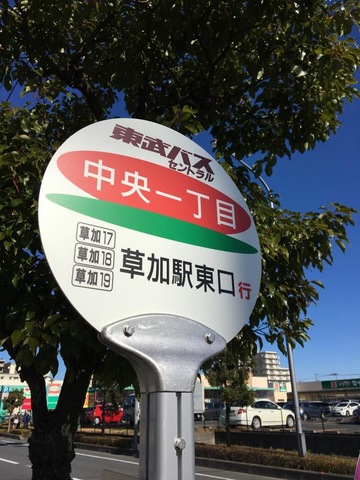 東武バス
セントラル
中央一丁目
草加17
草加18
草加19
草加駅東口行